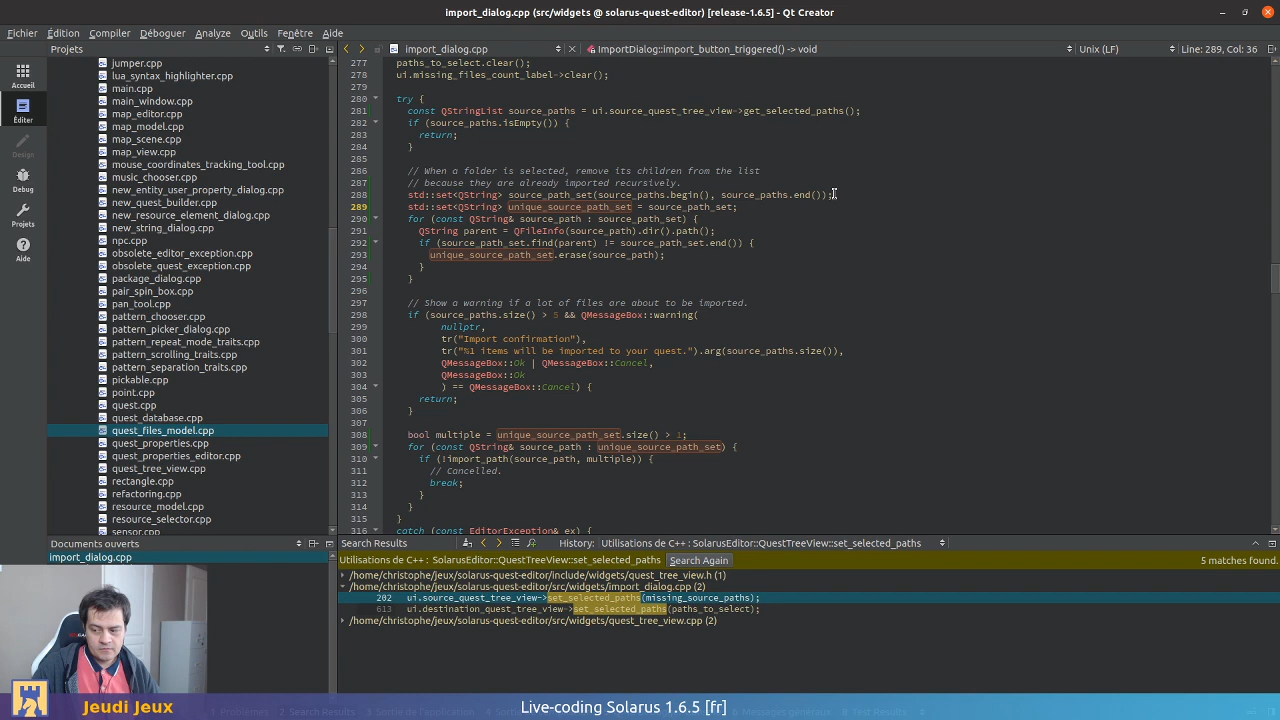 import_dialog.cpp (src/widgets @ solarus-quest-editor) [release-1.6.5] - Qt Creator
Fichier Édition Compiler Déboguer Analyze Outils Fenêtre Aide
Projets
import_dialog.cpp
ImportDialog::import_button_triggered() -> void
Unix (LF)
Line: 289, Col: 36
Accueil
Éditer
Design
Debug
Projets
Aide
jumper.cpp
lua_syntax_highlighter.cpp
main.cpp
main_window.cpp
map_editor.cpp
map_model.cpp
map_scene.cpp
map_view.cpp
mouse_coordinates_tracking_tool.cpp
music_chooser.cpp
new_entity_user_property_dialog.cpp
new_quest_builder.cpp
new_resource_element_dialog.cpp
new_string_dialog.cpp
npc.cpp
obsolete_editor_exception.cpp
obsolete_quest_exception.cpp
package_dialog.cpp
pair_spin_box.cpp
pan_tool.cpp
pattern_chooser.cpp
pattern_picker_dialog.cpp
pattern_repeat_mode_traits.cpp
pattern_scrolling_traits.cpp
pattern_separation_traits.cpp
pickable.cpp
point.cpp
quest.cpp
quest_database.cpp
quest_files_model.cpp
quest_properties.cpp
quest_properties_editor.cpp
quest_tree_view.cpp
rectangle.cpp
refactoring.cpp
resource_model.cpp
resource_selector.cpp
sensor.cpp
277 paths_to_select.clear();
278 ui.missing_files_count_label->clear();
279
280 try {
281 const QStringList source_paths = ui.source_quest_tree_view->get_selected_paths();
282 if (source_paths.isEmpty()) {
283 return;
284 }
285
286 // When a folder is selected, remove its children from the list
287 // because they are already imported recursively.
288 std::set<QString> source_path_set(source_paths.begin(), source_paths.end());
289 std::set<QString> unique_source_path_set = source_path_set;
290 for (const QString& source_path : source_path_set) {
291 QString parent = QFileInfo(source_path).dir().path();
292 if (source_path_set.find(parent) != source_path_set.end()) {
293 unique_source_path_set.erase(source_path);
294 }
295 }
296
297 // Show a warning if a lot of files are about to be imported.
298 if (source_paths.size() > 5 && QMessageBox::warning(
299 nullptr,
300 tr("Import confirmation"),
301 tr("%1 items will be imported to your quest.").arg(source_paths.size()),
302 QMessageBox::Ok | QMessageBox::Cancel,
303 QMessageBox::Ok
304 ) == QMessageBox::Cancel) {
305 return;
306 }
307
308 bool multiple = unique_source_path_set.size() > 1;
309 for (const QString& source_path : unique_source_path_set) {
310 if (!import_path(source_path, multiple)) {
311 // Cancelled.
312 break;
313 }
314 }
315 }
316 catch (const EditorException& ex) {
Documents ouverts
import_dialog.cpp
Search Results
History:
Utilisations de C++ : SolarusEditor::QuestTreeView::set_selected_paths
Utilisations de C++ : SolarusEditor::QuestTreeView::set_selected_paths
Search Again
5 matches found.
/home/christophe/jeux/solarus-quest-editor/include/widgets/quest_tree_view.h (1)
/home/christophe/jeux/solarus-quest-editor/src/widgets/import_dialog.cpp (2)
202 ui.source_quest_tree_view->set_selected_paths(missing_source_paths);
613 ui.destination_quest_tree_view->set_selected_paths(paths_to_select);
/home/christophe/jeux/solarus-quest-editor/src/widgets/quest_tree_view.cpp (2)
Jeudi Jeux
Live-coding Solarus 1.6.5 [fr]